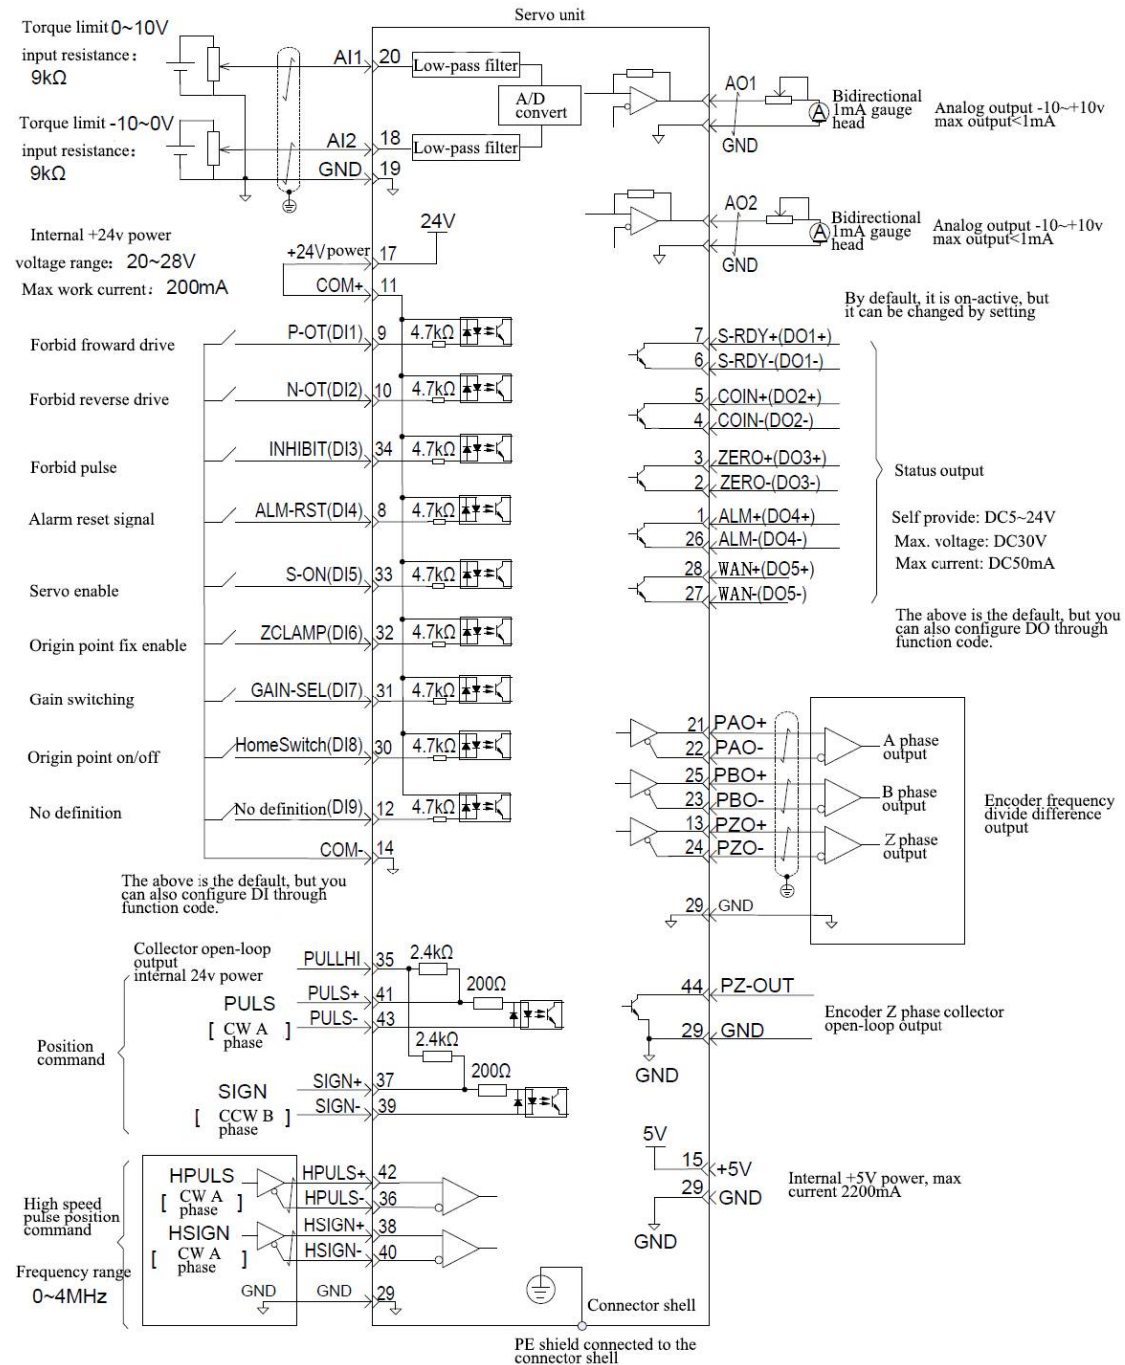 Servo unit
Torque limit 0~10V
input resistance:
9kΩ
AI1
20
Low-pass filter
A/D
convert
Torque limit -10~0V
input resistance:
9kΩ
AI2
18
Low-pass filter
GND
19
AO1
GND
A
Bidirectional
1mA gauge
head
Analog output -10~+10v
max output<1mA
AO2
GND
A
Bidirectional
1mA gauge
head
Analog output -10~+10v
max output<1mA
Internal +24v power
voltage range: 20~28V
Max work current: 200mA
24V
+24Vpower
17
COM+
11
Forbid froward drive
P-OT(DI1)
9
4.7kΩ
Forbid reverse drive
N-OT(DI2)
10
4.7kΩ
Forbid pulse
INHIBIT(DI3)
34
4.7kΩ
Alarm reset signal
ALM-RST(DI4)
8
4.7kΩ
Servo enable
S-ON(DI5)
33
4.7kΩ
Origin point fix enable
ZCLAMP(DI6)
32
4.7kΩ
Gain switching
GAIN-SEL(DI7)
31
4.7kΩ
Origin point on/off
HomeSwitch(DI8)
30
4.7kΩ
No definition
No definition(DI9)
12
4.7kΩ
COM-
14
The above is the default, but you
can also configure DI through
function code.
By default, it is on-active, but
it can be changed by setting
7
S-RDY+(DO1+)
6
S-RDY-(DO1-)
5
COIN+(DO2+)
4
COIN-(DO2-)
3
ZERO+(DO3+)
2
ZERO-(DO3-)
1
ALM+(DO4+)
26
ALM-(DO4-)
28
WAN+(DO5+)
27
WAN-(DO5-)
Status output
Self provide: DC5~24V
Max. voltage: DC30V
Max current: DC50mA
The above is the default, but you
can also configure DO through
function code.
21
PAO+
22
PAO-
25
PBO+
23
PBO-
13
PZO+
24
PZO-
A phase
output
B phase
output
Z phase
output
Encoder frequency
divide difference
output
29
GND
Collector open-loop
output
internal 24v power
PULLHI
35
2.4kΩ
200Ω
PULS
[ CW A
phase ]
PULS+
41
PULS-
43
2.4kΩ
200Ω
Position
command
SIGN
[ CCW B
phase ]
SIGN+
37
SIGN-
39
44
PZ-OUT
29
GND
GND
Encoder Z phase collector
open-loop output
High speed
pulse position
command
Frequency range
0~4MHz
HPULS
[ CW A
phase ]
HPULS+
42
HPULS-
36
HSIGN
[ CW A
phase ]
HSIGN+
38
HSIGN-
40
GND
GND
29
5V
15
+5V
29
GND
GND
Internal +5V power, max
current 2200mA
Connector shell
PE shield connected to the
connector shell